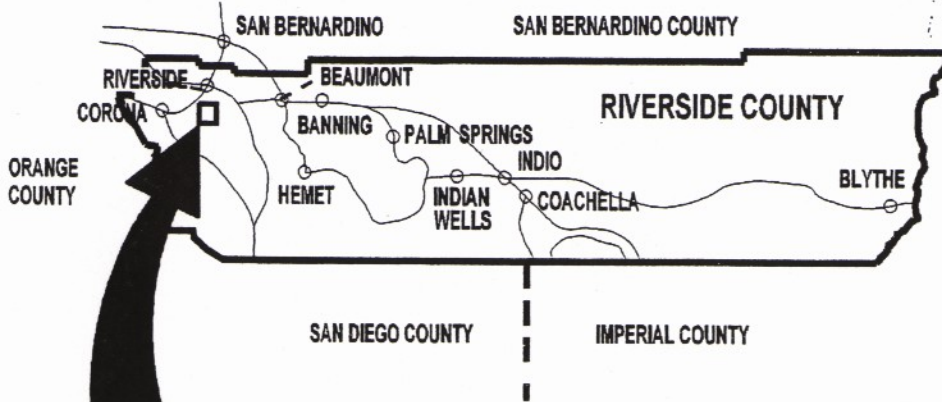 SAN BERNARDINO
SAN BERNARDINO COUNTY
RIVERSIDE
BEAUMONT
CORONA
BANNING
RIVERSIDE COUNTY
PALM SPRINGS
ORANGE
COUNTY
HEMET
INDIO
INDIAN
WELLS
COACHELLA
BLYTHE
SAN DIEGO COUNTY
IMPERIAL COUNTY